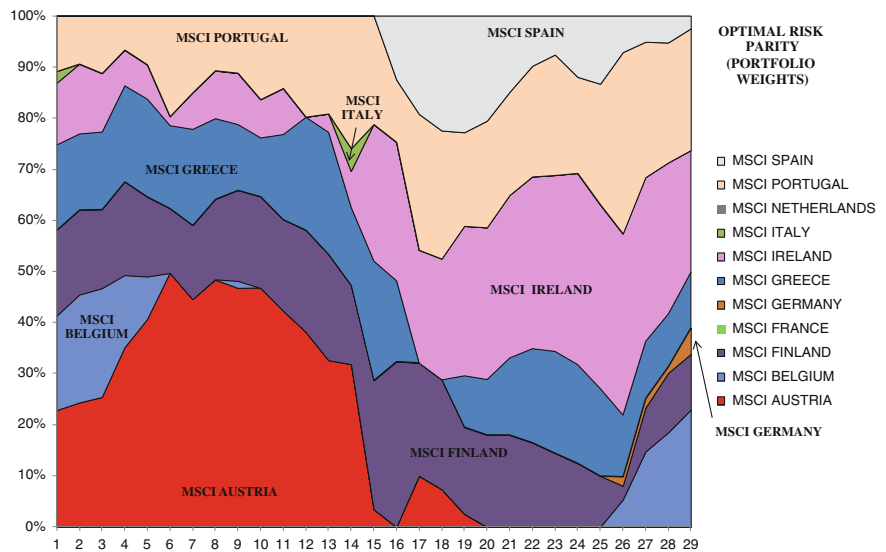 100%
90%
80%
70%
60%
50%
40%
30%
20%
10%
0%
1 2 3 4 5 6 7 8 9 10 11 12 13 14 15 16 17 18 19 20 21 22 23 24 25 26 27 28 29
MSCI PORTUGAL
MSCI SPAIN
MSCI
ITALY
MSCI GREECE
MSCI IRELAND
MSCI
BELGIUM
MSCI FINLAND
MSCI AUSTRIA
OPTIMAL RISK
PARITY
(PORTFOLIO
WEIGHTS)
MSCI SPAIN
MSCI PORTUGAL
MSCI NETHERLANDS
MSCI ITALY
MSCI IRELAND
MSCI GREECE
MSCI GERMANY
MSCI FRANCE
MSCI FINLAND
MSCI BELGIUM
MSCI AUSTRIA
MSCI GERMANY